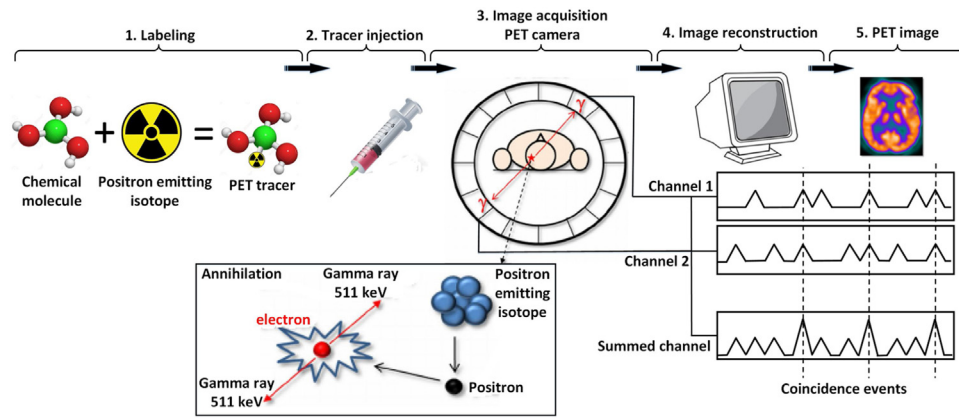 1. Labeling
2. Tracer injection
3. Image acquisition
PET camera
4. Image reconstruction
5. PET image
+
=
Chemical
molecule
Positron emitting
isotope
PET tracer
γ
γ
Channel 1
Channel 2
Summed channel
Coincidence events
Annihilation
Gamma ray
511 keV
electron
Gamma ray
511 keV
Positron
emitting
isotope
Positron